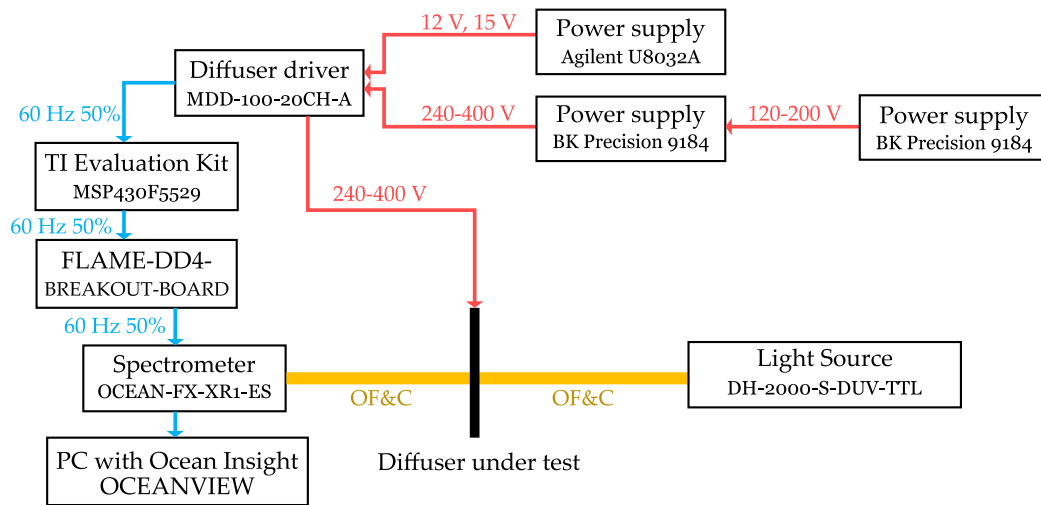 12 V, 15 V
Power supply
Agilent U8032A
Diffuser driver
MDD-100-20CH-A
60 Hz 50%
240-400 V
Power supply
BK Precision 9184
120-200 V
Power supply
BK Precision 9184
TI Evaluation Kit
MSP430F5529
240-400 V
60 Hz 50%
FLAME-DD4-
BREAKOUT-BOARD
60 Hz 50%
Spectrometer
OCEAN-FX-XR1-ES
OF&C
OF&C
Light Source
DH-2000-S-DUV-TTL
Diffuser under test
PC with Ocean Insight
OCEANVIEW